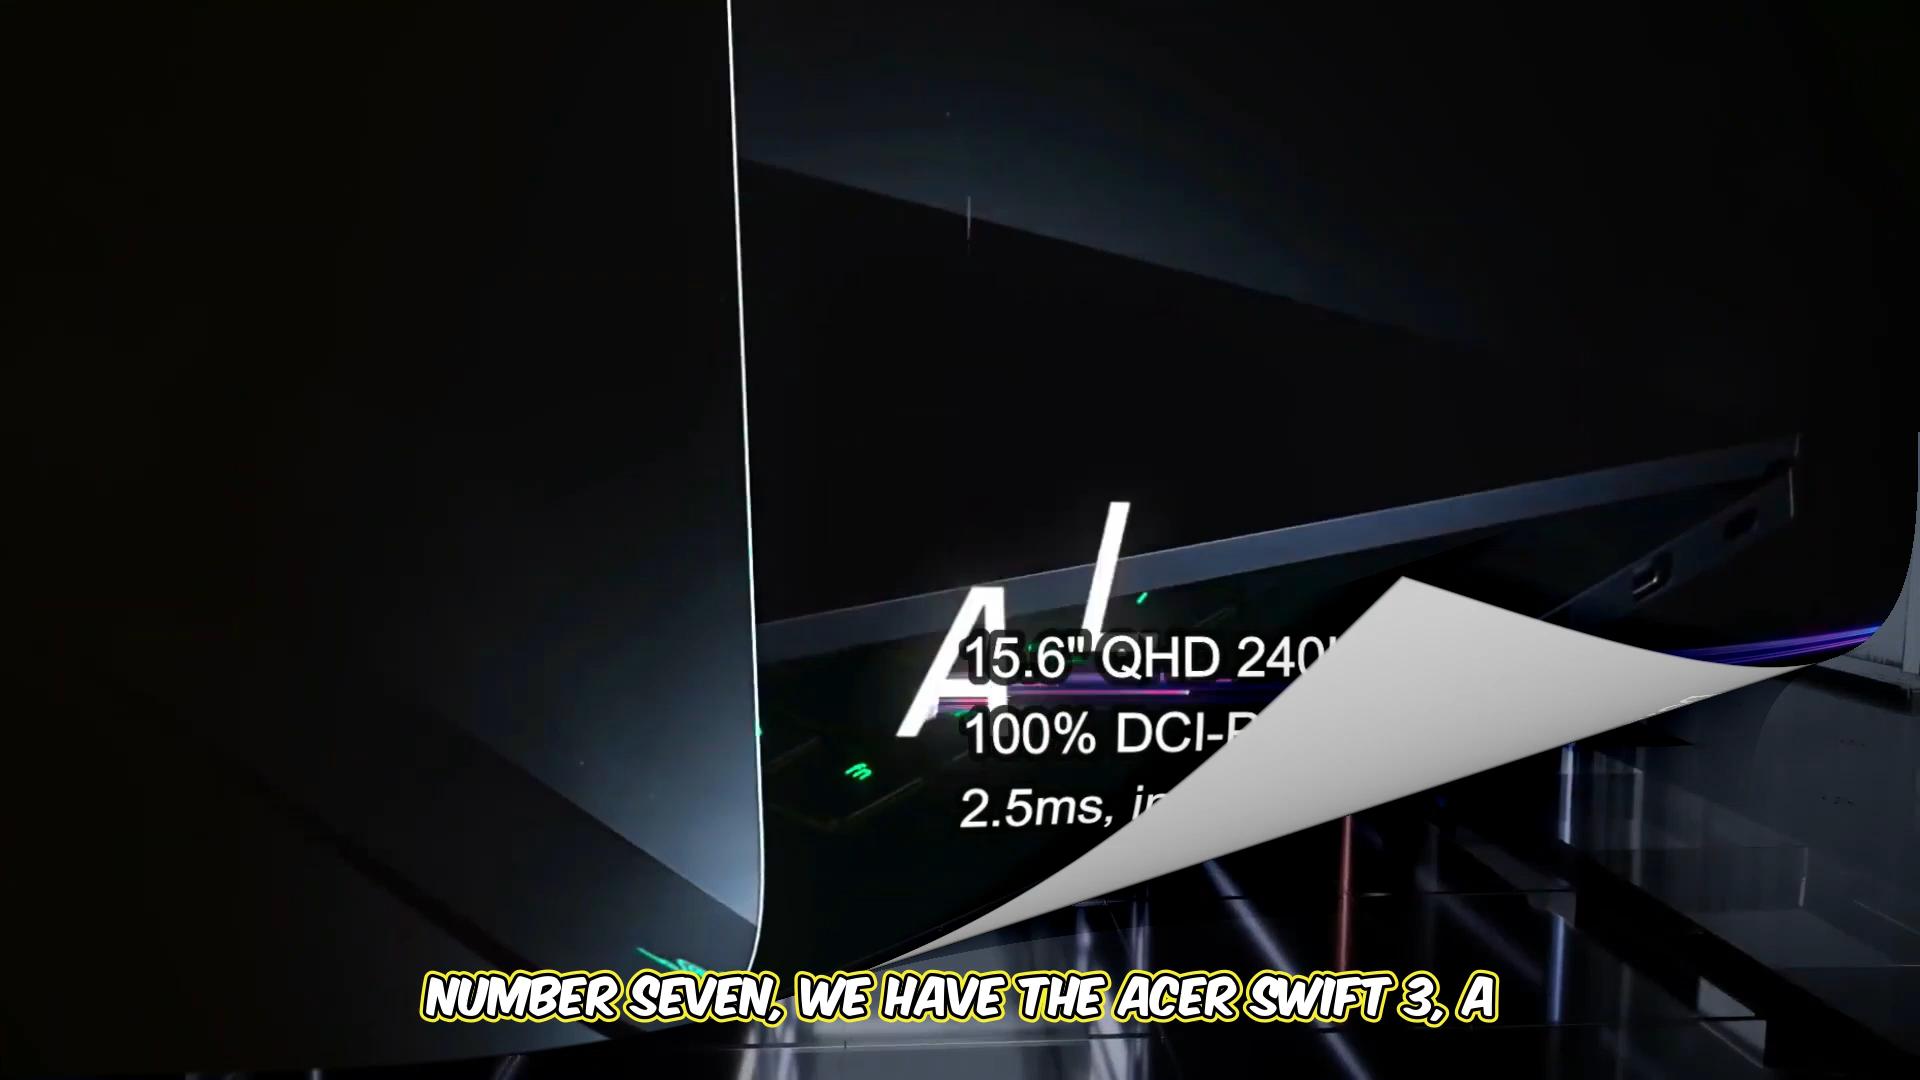 A
15.6" QHD 240
100% DCI-P
2.5ms,
NUMBER SEVEN, WE HAVE THE ACER SWIFT 3, A